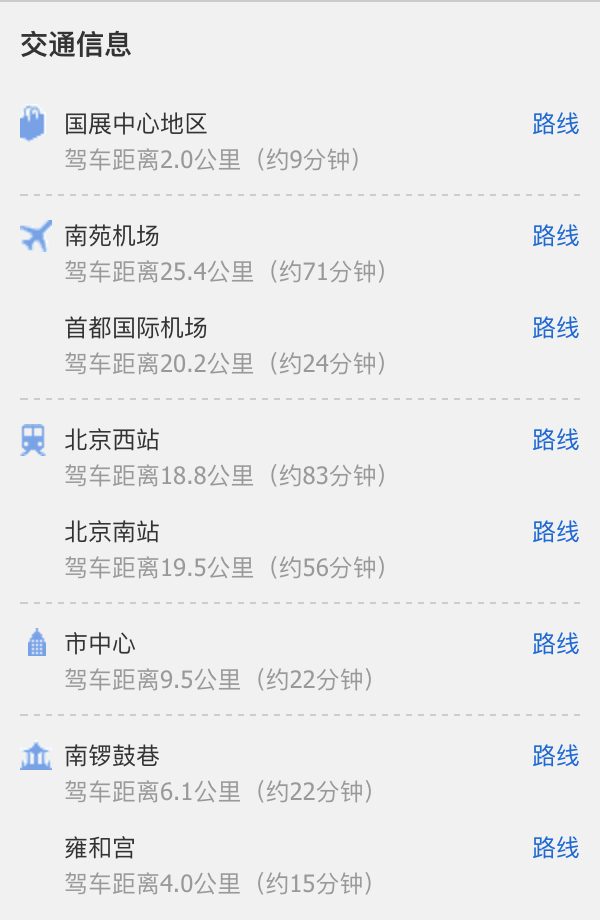 交通信息
国展中心地区 路线
驾车距离2.0公里（约9分钟）
南苑机场 路线
驾车距离25.4公里（约71分钟）
首都国际机场 路线
驾车距离20.2公里（约24分钟）
北京西站 路线
驾车距离18.8公里（约83分钟）
北京南站 路线
驾车距离19.5公里（约56分钟）
市中心 路线
驾车距离9.5公里（约22分钟）
南锣鼓巷 路线
驾车距离6.1公里（约22分钟）
雍和宫 路线
驾车距离4.0公里（约15分钟）